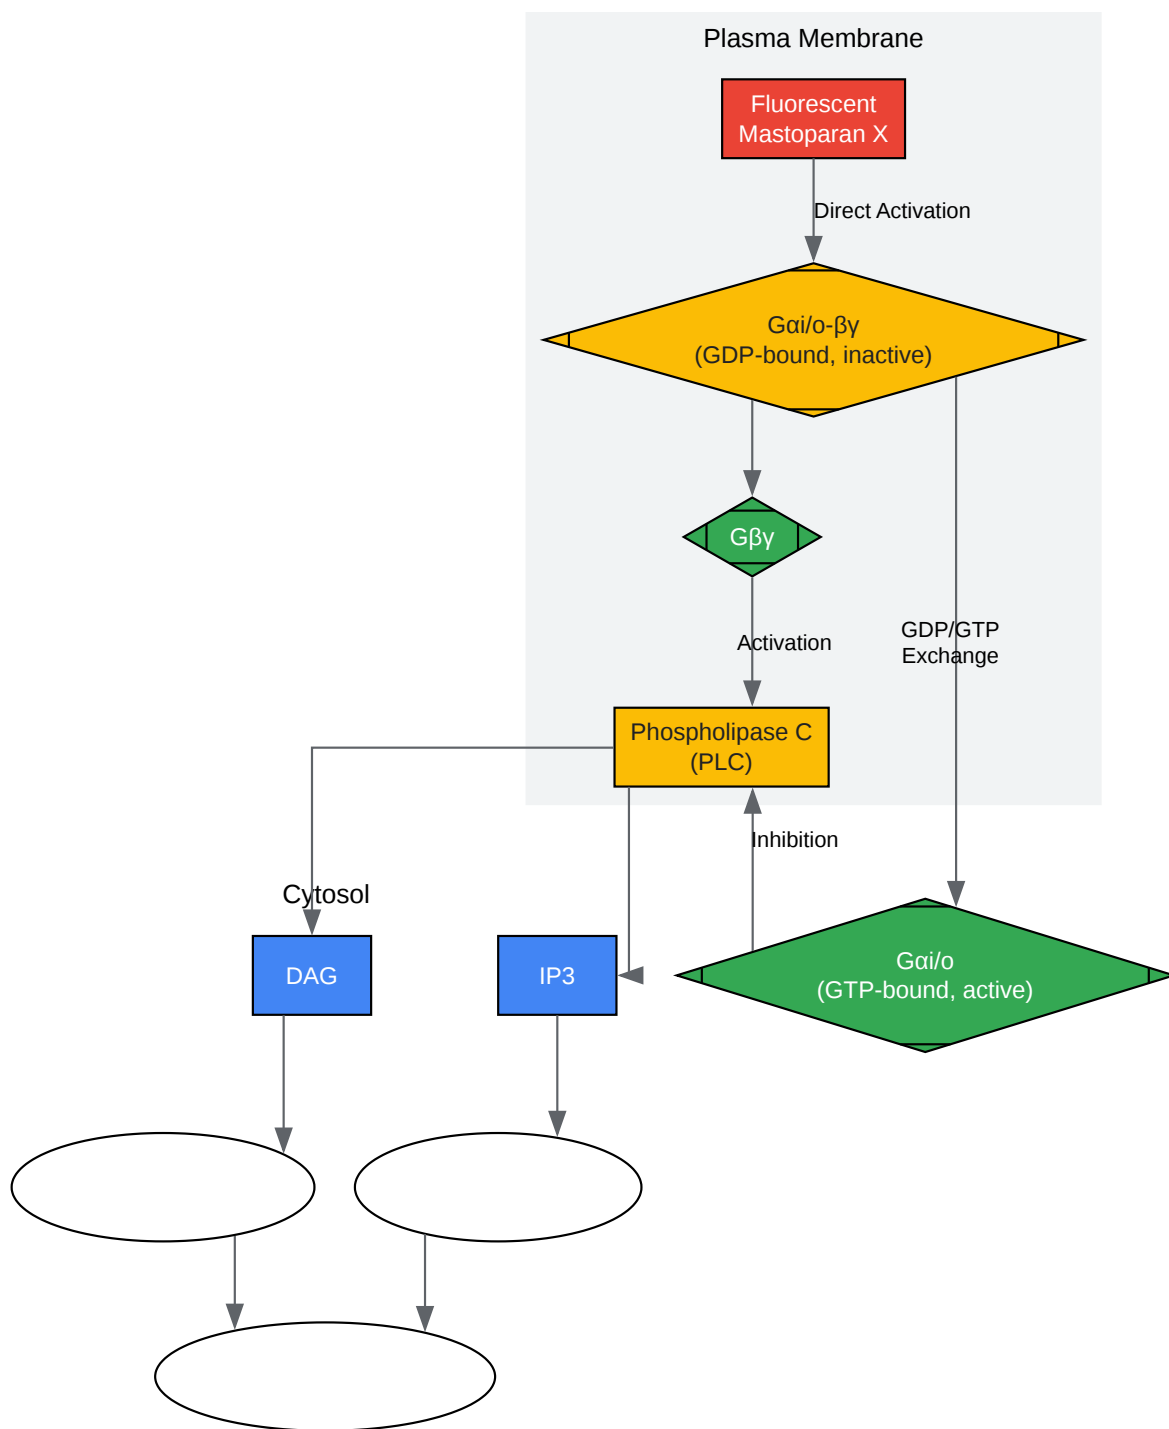 Plasma Membrane
Fluorescent
Mastoparan X
Direct Activation
Gαi/o-βγ
(GDP-bound, inactive)
Gβγ
Activation
GDP/GTP
Exchange
Phospholipase C
(PLC)
Inhibition
Cytosol
DAG
IP3
Gαi/o
(GTP-bound, active)